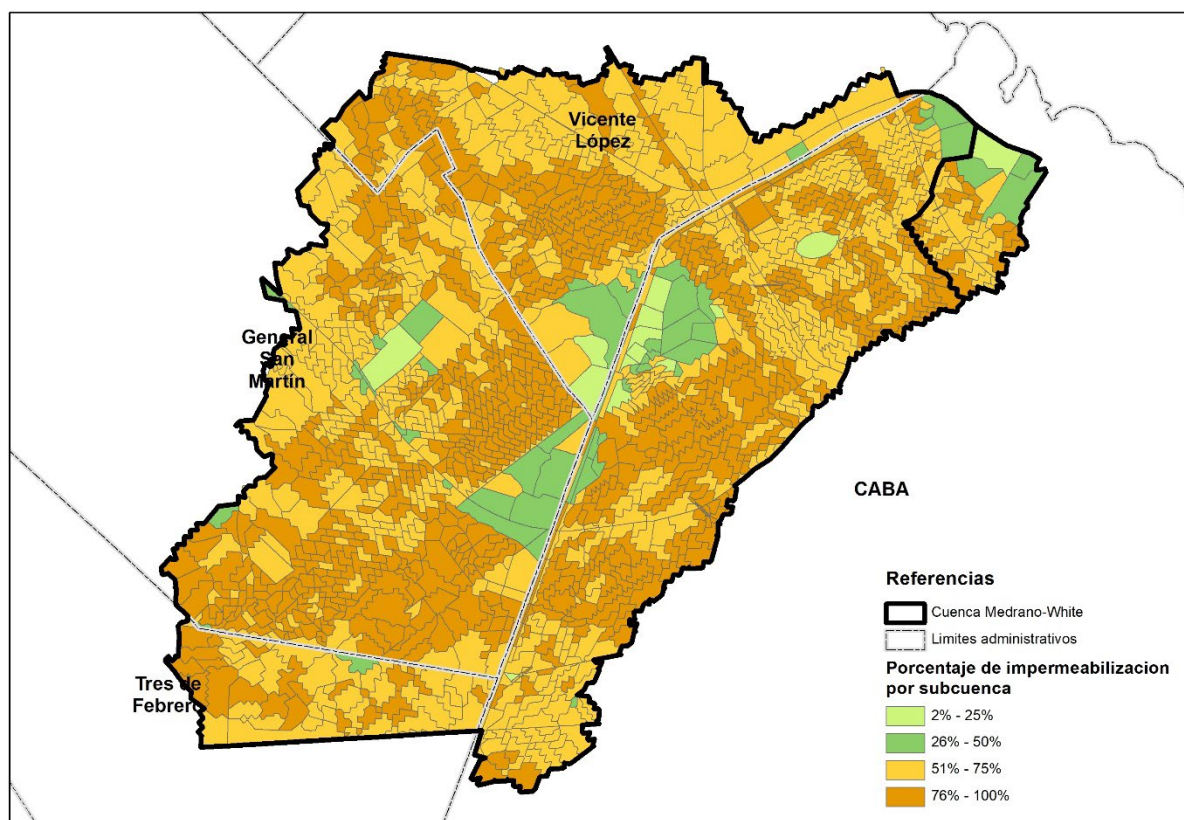 Vicente
López
General
San
Martín
CABA
Tres de
Febrero
Referencias
Cuenca Medrano-White
Limites administrativos
Porcentaje de impermeabilizacion
por subcuenca
2% - 25%
26% - 50%
51% - 75%
76% - 100%